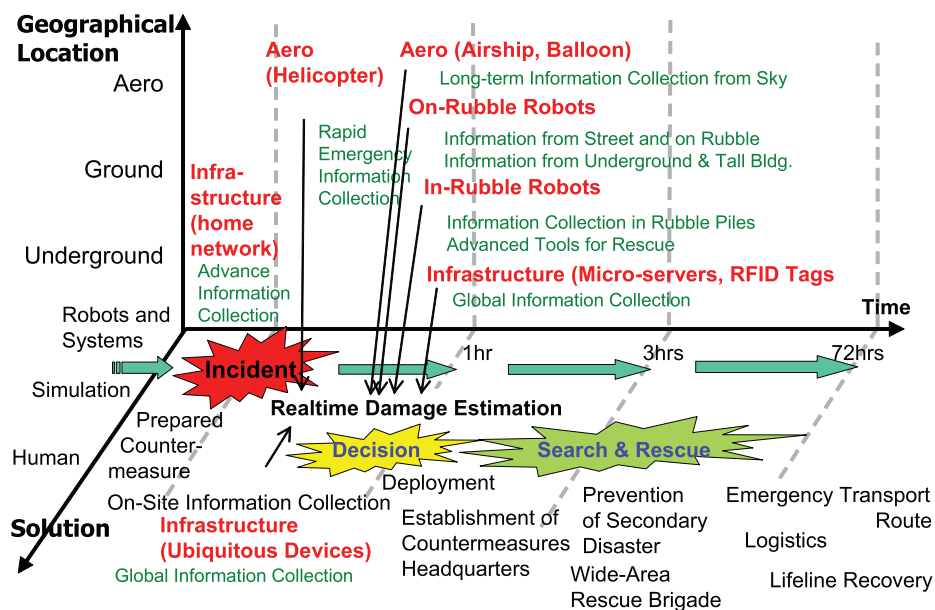 Geographical
Location
Aero
Ground
Underground
Robots and
Systems
Simulation
Human
Solution
Aero
(Helicopter)
Rapid
Emergency
Information
Collection
Aero (Airship, Balloon)
Long-term Information Collection from Sky
On-Rubble Robots
Information from Street and on Rubble
Information from Underground & Tall Bldg.
In-Rubble Robots
Information Collection in Rubble Piles
Advanced Tools for Rescue
Infrastructure (Micro-servers, RFID Tags
Global Information Collection
Infra-
structure
(home
network)
Advance
Information
Collection
Time
1hr
3hrs
72hrs
Incident
Realtime Damage Estimation
Prepared
Counter-
measure
Decision
Search & Rescue
Deployment
On-Site Information Collection
Infrastructure
(Ubiquitous Devices)
Global Information Collection
Establishment of
Countermeasures
Headquarters
Prevention
of Secondary
Disaster
Wide-Area
Rescue Brigade
Emergency Transport
Route
Logistics
Lifeline Recovery